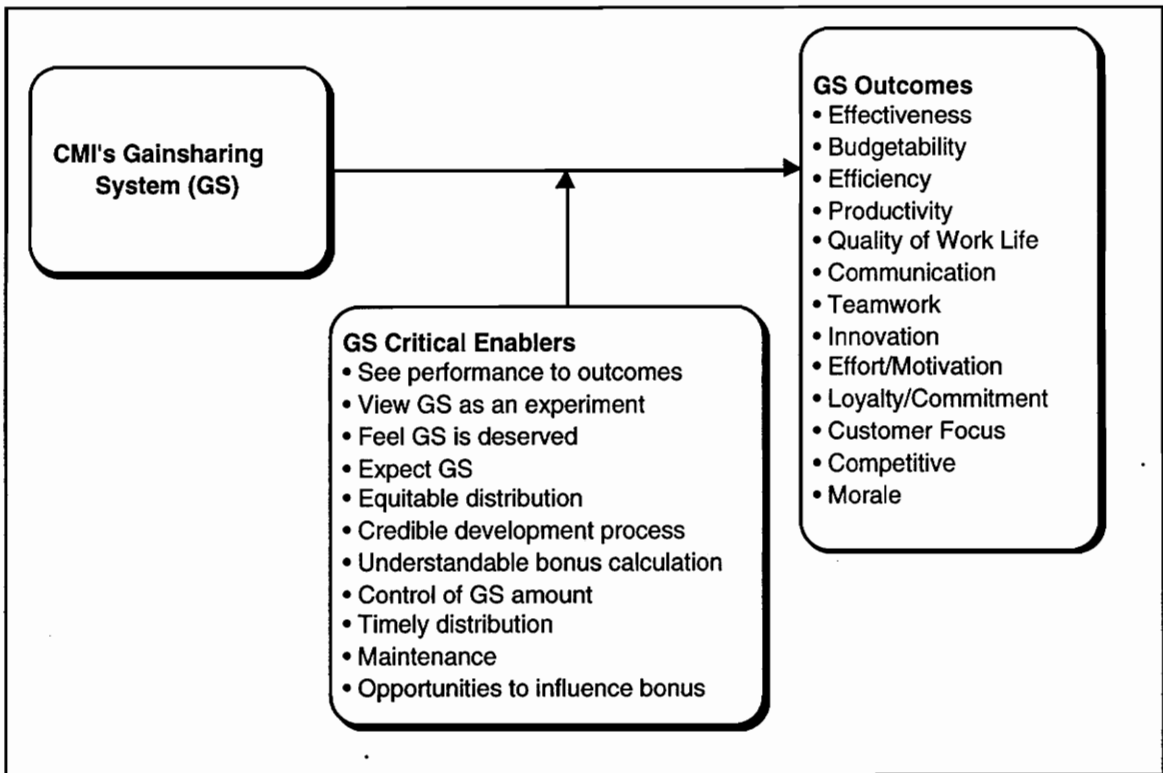 CMI's Gainsharing
System (GS)
GS Outcomes
• Effectiveness
• Budgetability
• Efficiency
• Productivity
• Quality of Work Life
• Communication
• Teamwork
• Innovation
• Effort/Motivation
• Loyalty/Commitment
• Customer Focus
• Competitive
• Morale
GS Critical Enablers
• See performance to outcomes
• View GS as an experiment
• Feel GS is deserved
• Expect GS
• Equitable distribution
• Credible development process
• Understandable bonus calculation
• Control of GS amount
• Timely distribution
• Maintenance
• Opportunities to influence bonus